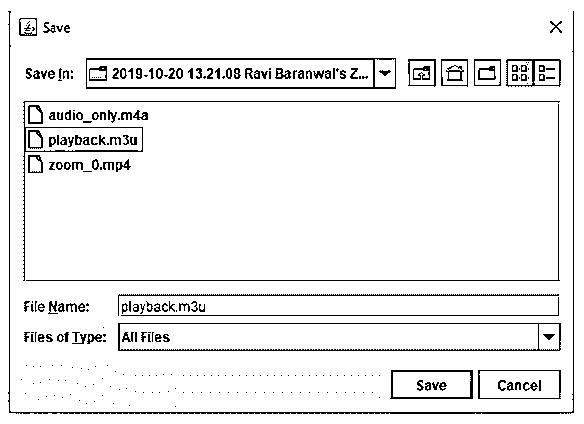 Save
Save In: 2019-10-20 13.21.08 Ravi Baranwal's Z...
audio_only.m4a
playback.m3u
zoom_0.mp4
File Name: playback.m3u
Files of Type: All Files
Save Cancel